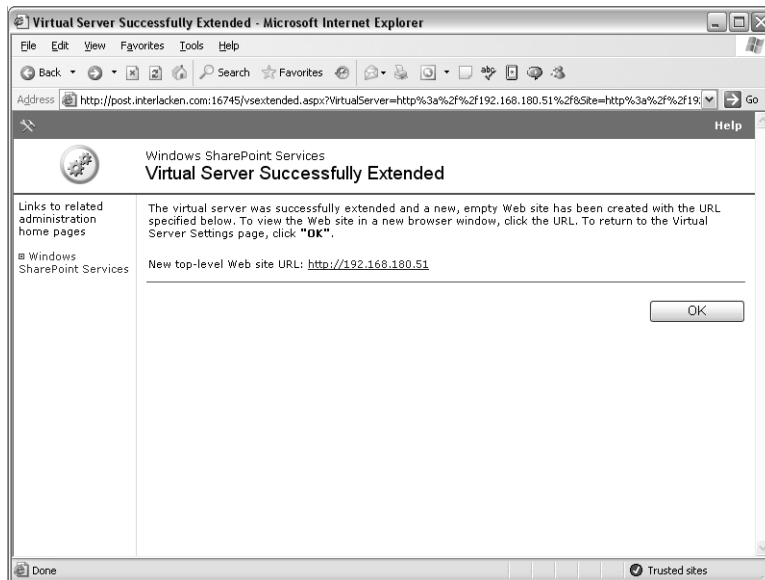 Virtual Server Successfully Extended - Microsoft Internet Explorer
File Edit View Favorites Tools Help
Back Search Favorites
Address http://post.interlacken.com:16745/vsextended.aspx?VirtualServer=http%3a%2f%2f192.168.180.51%2f&Site=http%3a%2f%2f19: Go
Help
Windows SharePoint Services
Virtual Server Successfully Extended
Links to related
administration
home pages
Windows
SharePoint Services
The virtual server was successfully extended and a new, empty Web site has been created with the URL
specified below. To view the Web site in a new browser window, click the URL. To return to the Virtual
Server Settings page, click "OK".
New top-level Web site URL: http://192.168.180.51
OK
Done Trusted sites